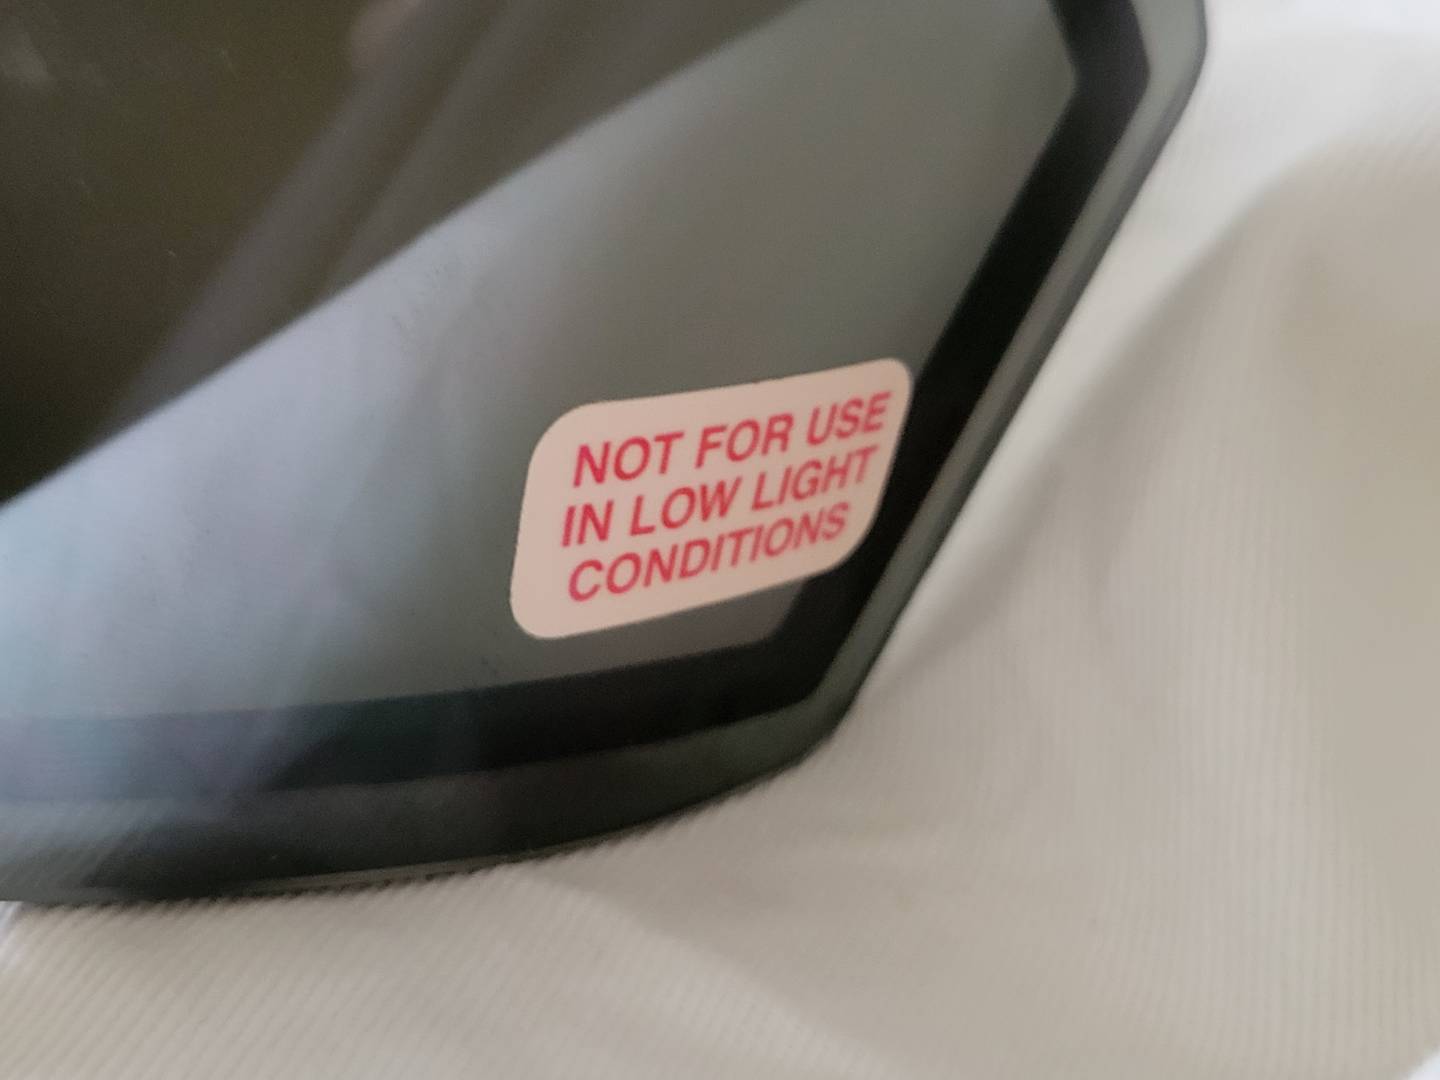 NOT FOR USE
IN LOW LIGHT
CONDITIONS